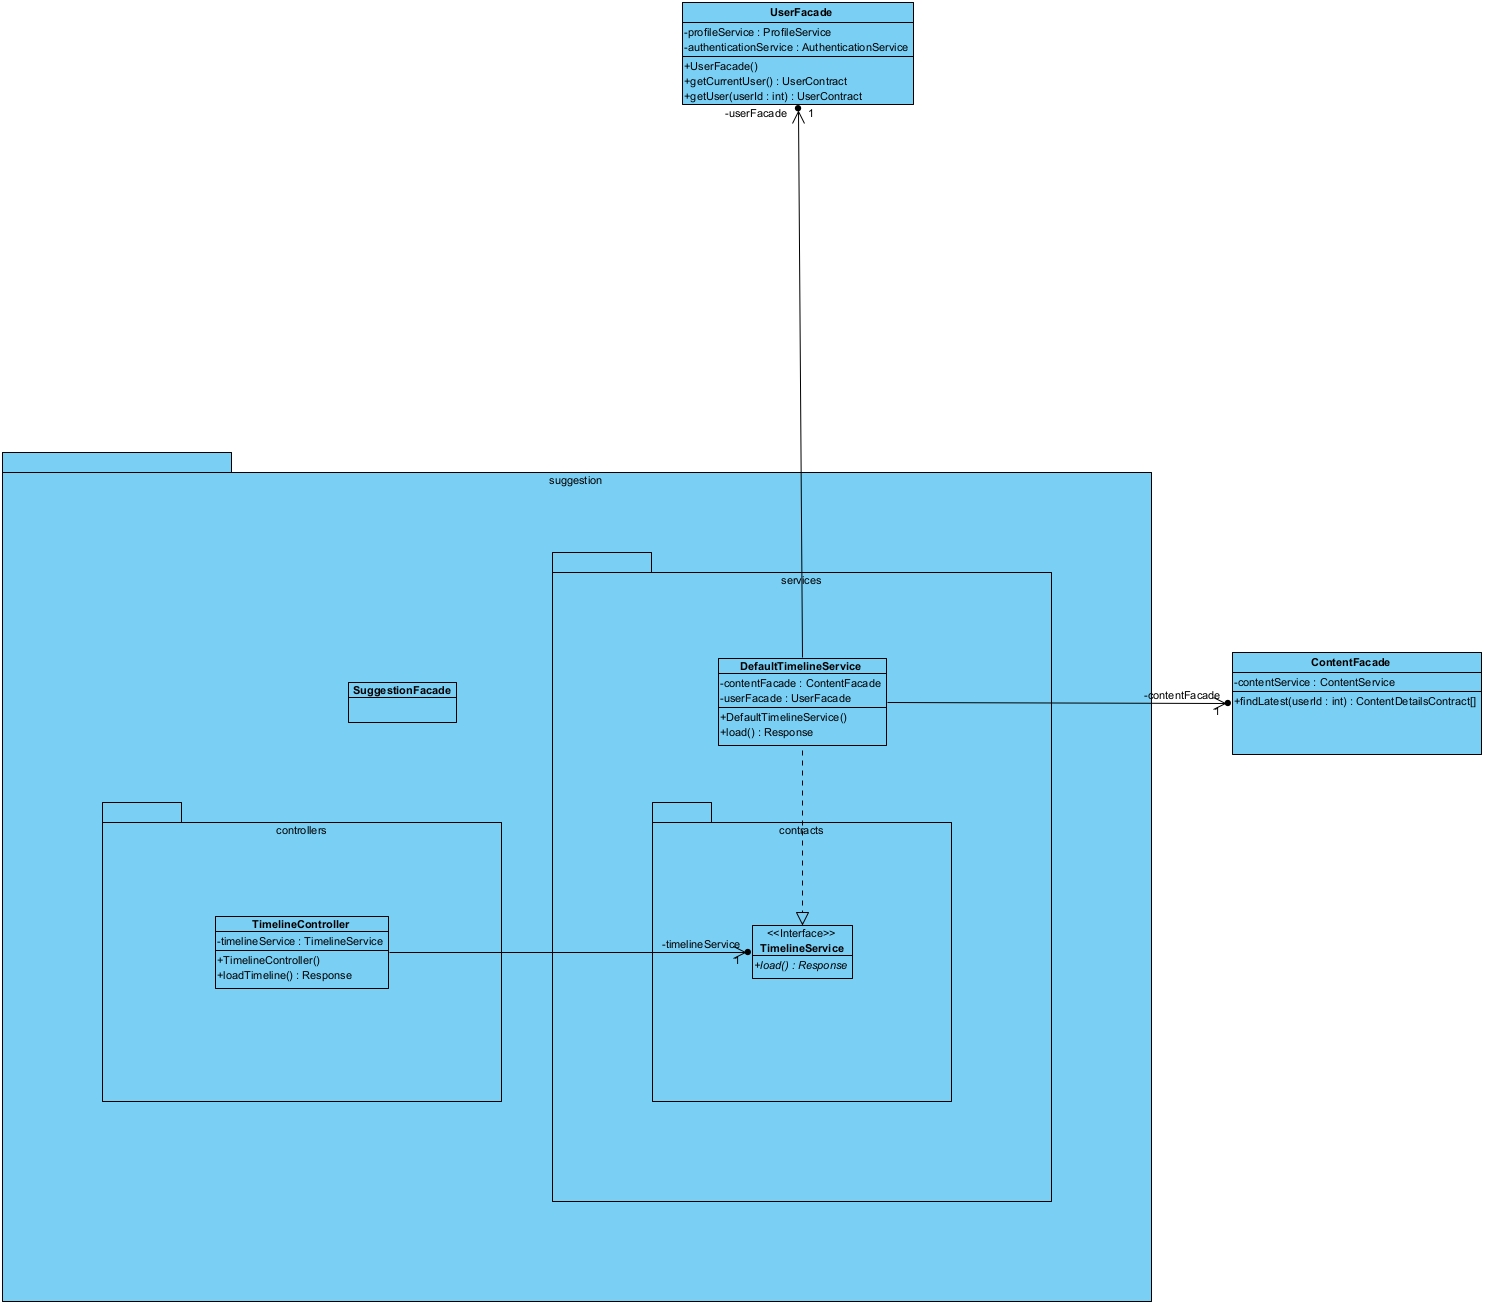 UserFacade
-profileService : ProfileService
-authenticationService : AuthenticationService
+UserFacade()
+getCurrentUser() : UserContract
+getUser(userId : int) : UserContract
-userFacade
1
suggestion
services
DefaultTimelineService
-contentFacade : ContentFacade
-userFacade : UserFacade
+DefaultTimelineService()
+load() : Response
-contentFacade
1
ContentFacade
-contentService : ContentService
+findLatest(userId : int) : ContentDetailsContract[]
SuggestionFacade
controllers
TimelineController
-timelineService : TimelineService
+TimelineController()
+loadTimeline() : Response
-timelineService
1
contracts
<<Interface>>
TimelineService
+load() : Response